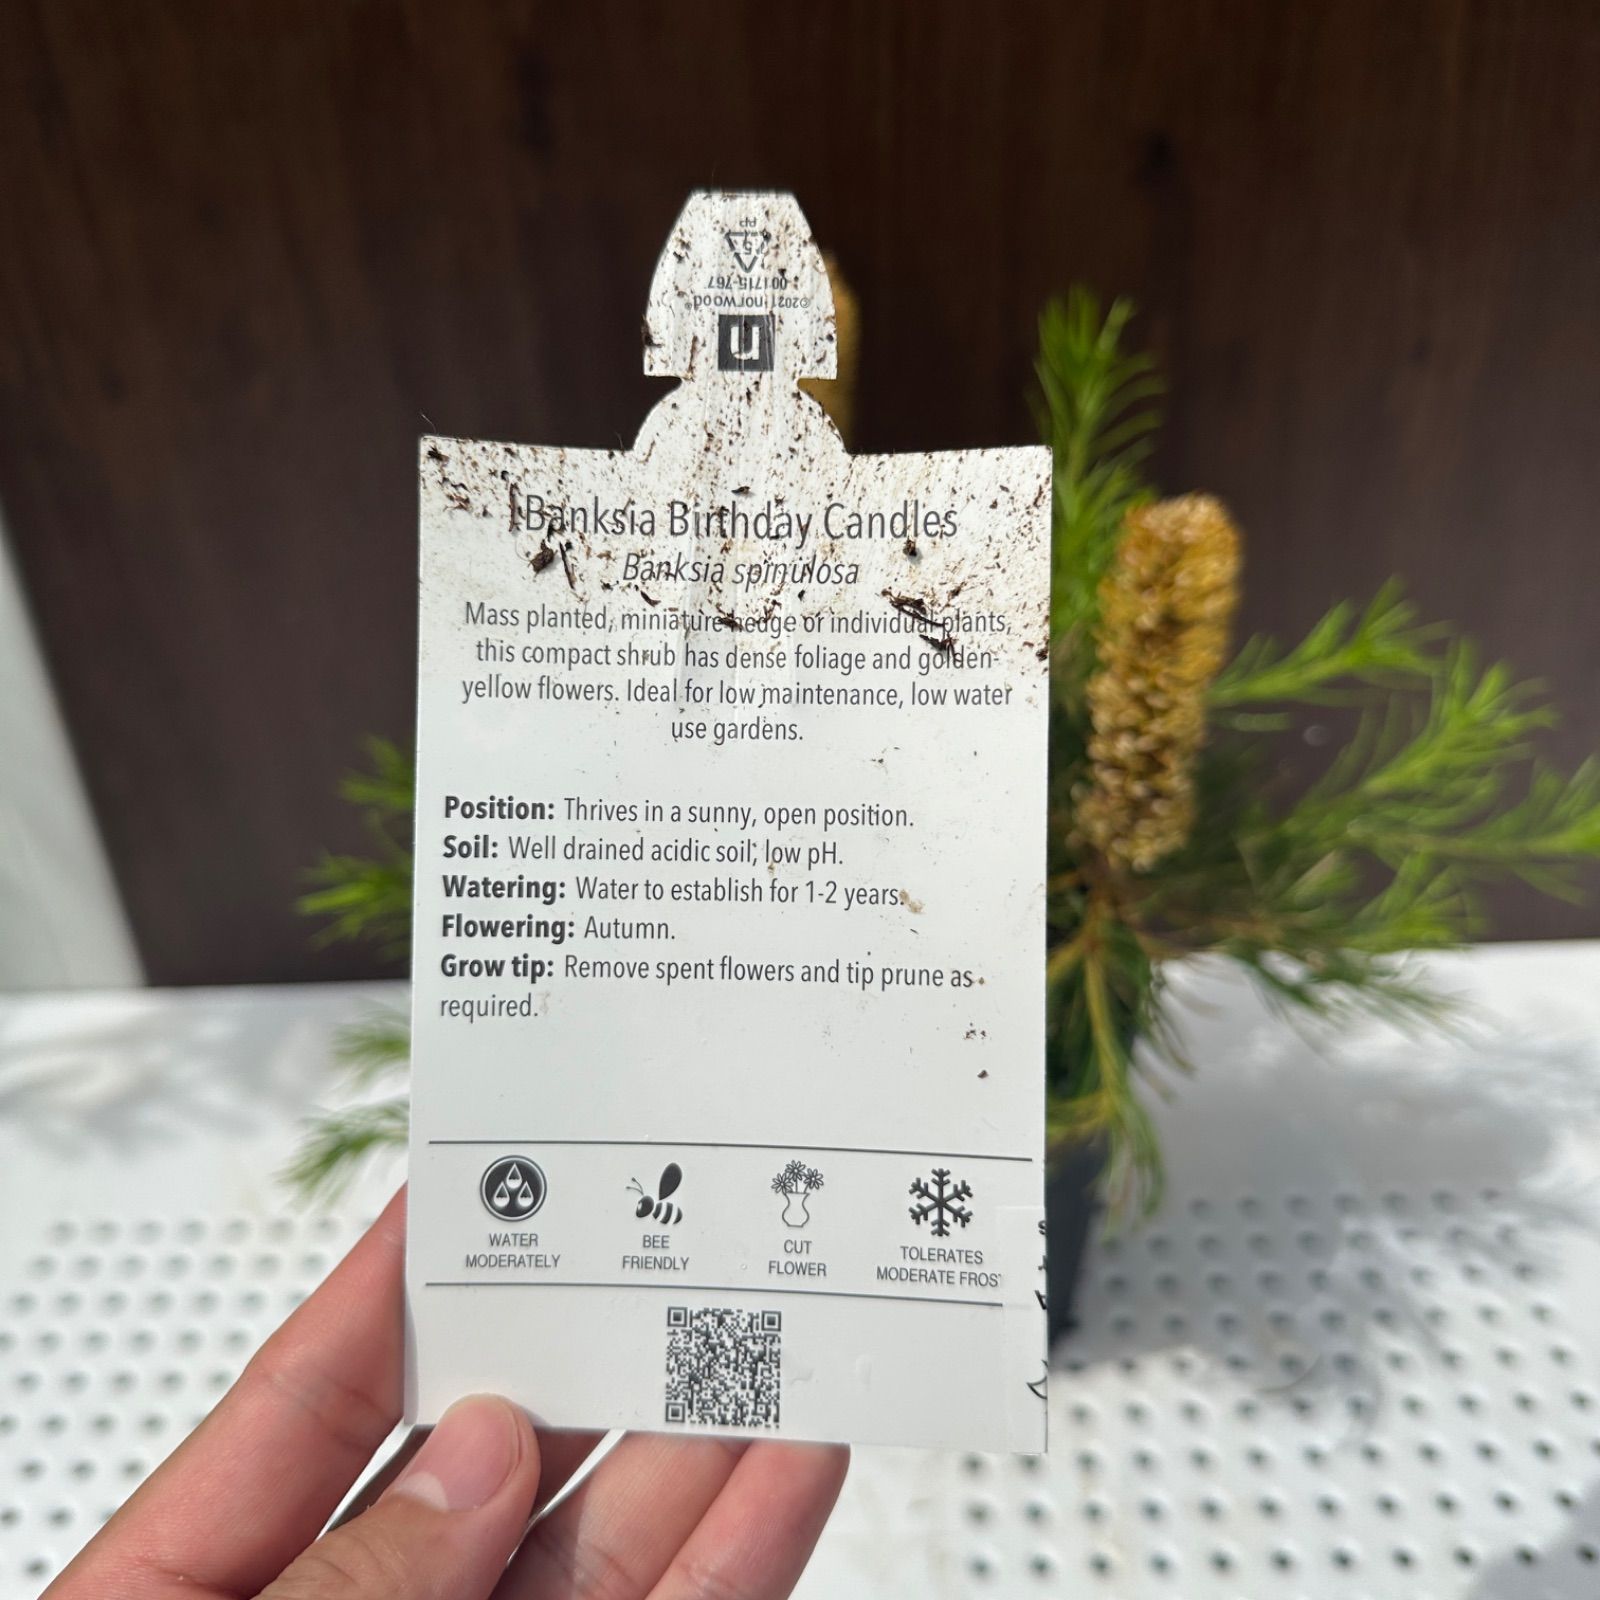 PP
5
001715-767
©2021 norwood®
n
Banksia Birthday Candles
Banksia spinulosa
Mass planted, miniature hedge or individual plants,
this compact shrub has dense foliage and golden-
yellow flowers. Ideal for low maintenance, low water
use gardens.
Position: Thrives in a sunny, open position.
Soil: Well drained acidic soil, low pH.
Watering: Water to establish for 1-2 years.
Flowering: Autumn.
Grow tip: Remove spent flowers and tip prune as
required.
WATER
MODERATELY
BEE
FRIENDLY
CUT
FLOWER
TOLERATES
MODERATE FROS